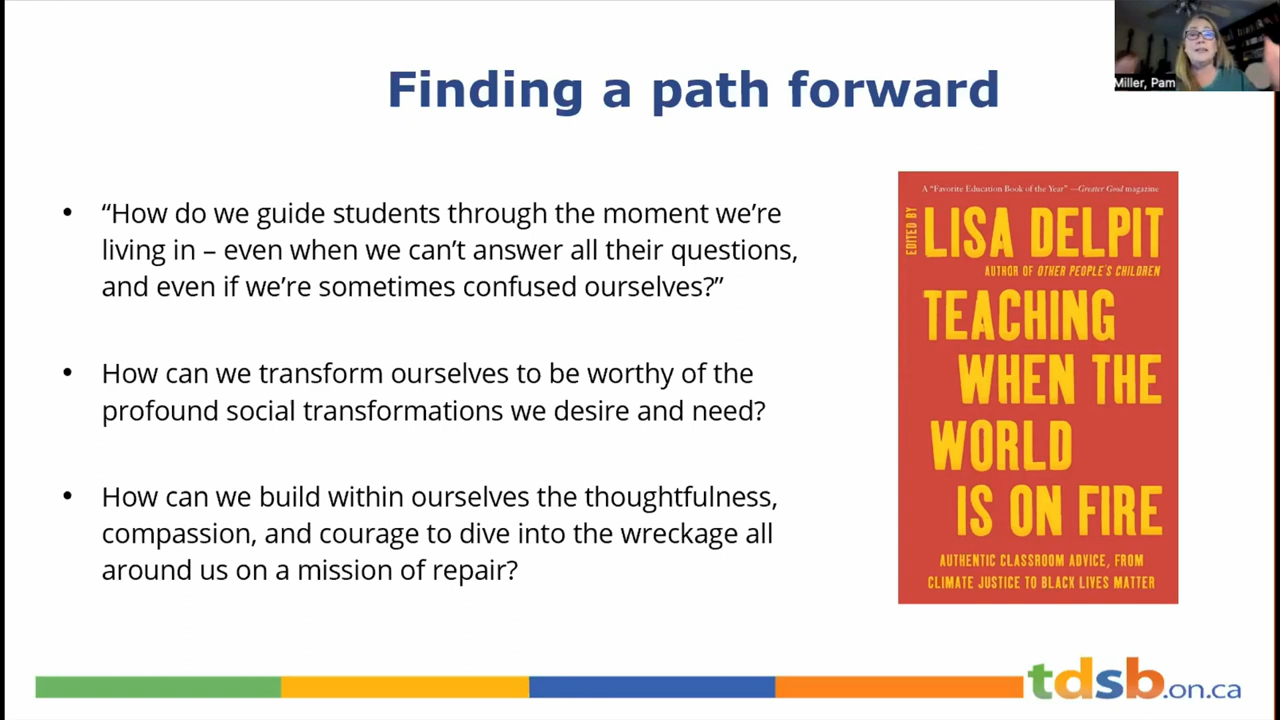 Finding a path forward
Miller, Pam
• “How do we guide students through the moment we’re
living in – even when we can’t answer all their questions,
and even if we’re sometimes confused ourselves?”
• How can we transform ourselves to be worthy of the
profound social transformations we desire and need?
• How can we build within ourselves the thoughtfulness,
compassion, and courage to dive into the wreckage all
around us on a mission of repair?
A “Favorite Education Book of the Year” —Greater Good magazine
EDITED BY
LISA DELPIT
AUTHOR OF OTHER PEOPLE'S CHILDREN
TEACHING
WHEN THE
WORLD
IS ON FIRE
AUTHENTIC CLASSROOM ADVICE, FROM
CLIMATE JUSTICE TO BLACK LIVES MATTER
tdsb.on.ca